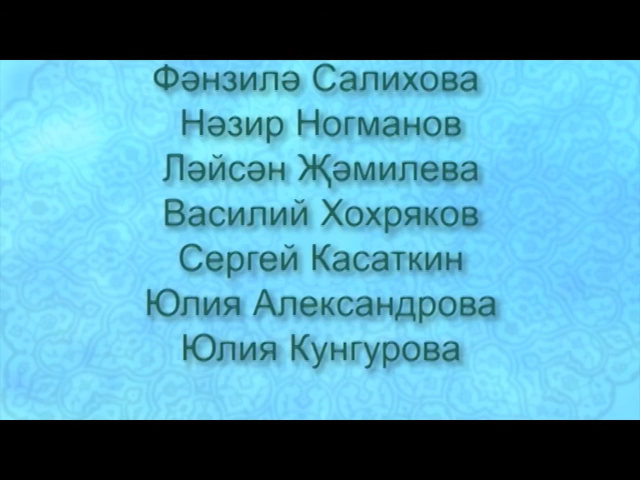 Фәнзилә Салихова
Нәзир Ногманов
Ләйсән Җәмилева
Василий Хохряков
Сергей Касаткин
Юлия Александрова
Юлия Кунгурова